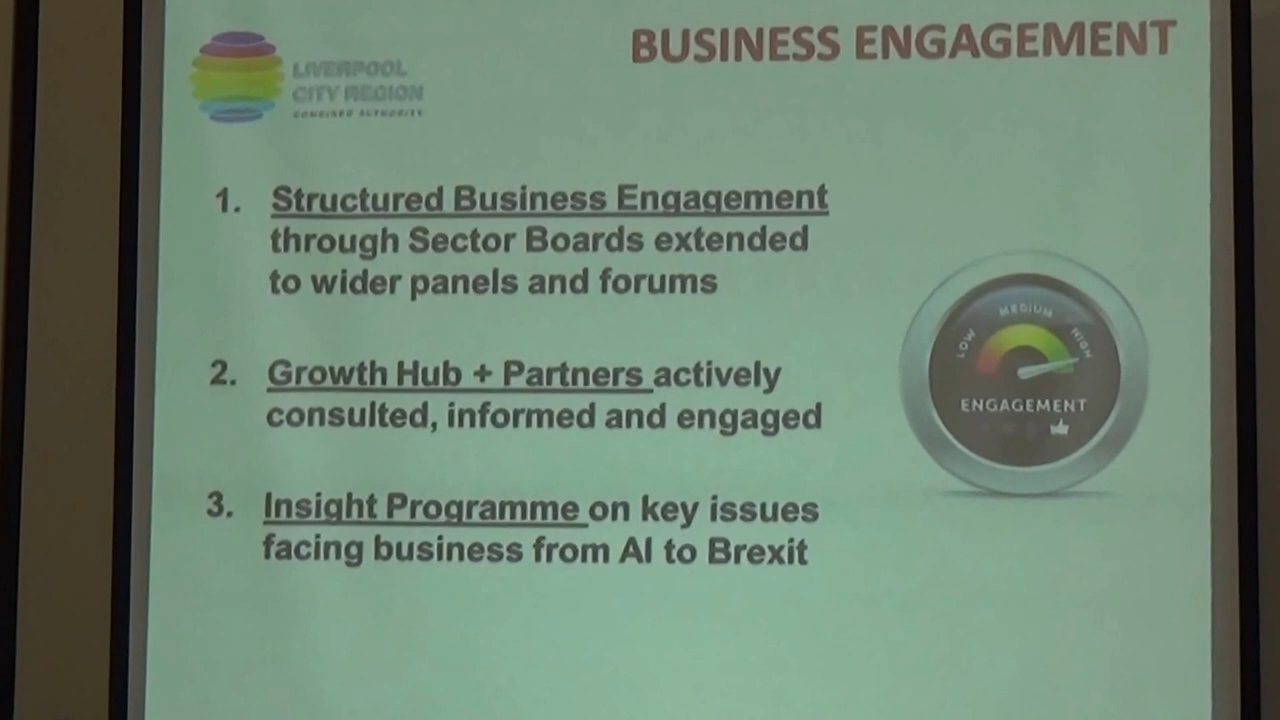 BUSINESS ENGAGEMENT
LIVERPOOL
CITY REGION
COMBINED AUTHORITY
1. Structured Business Engagement
through Sector Boards extended
to wider panels and forums
LOW MEDIUM HIGH
ENGAGEMENT
2. Growth Hub + Partners actively
consulted, informed and engaged
3. Insight Programme on key issues
facing business from AI to Brexit